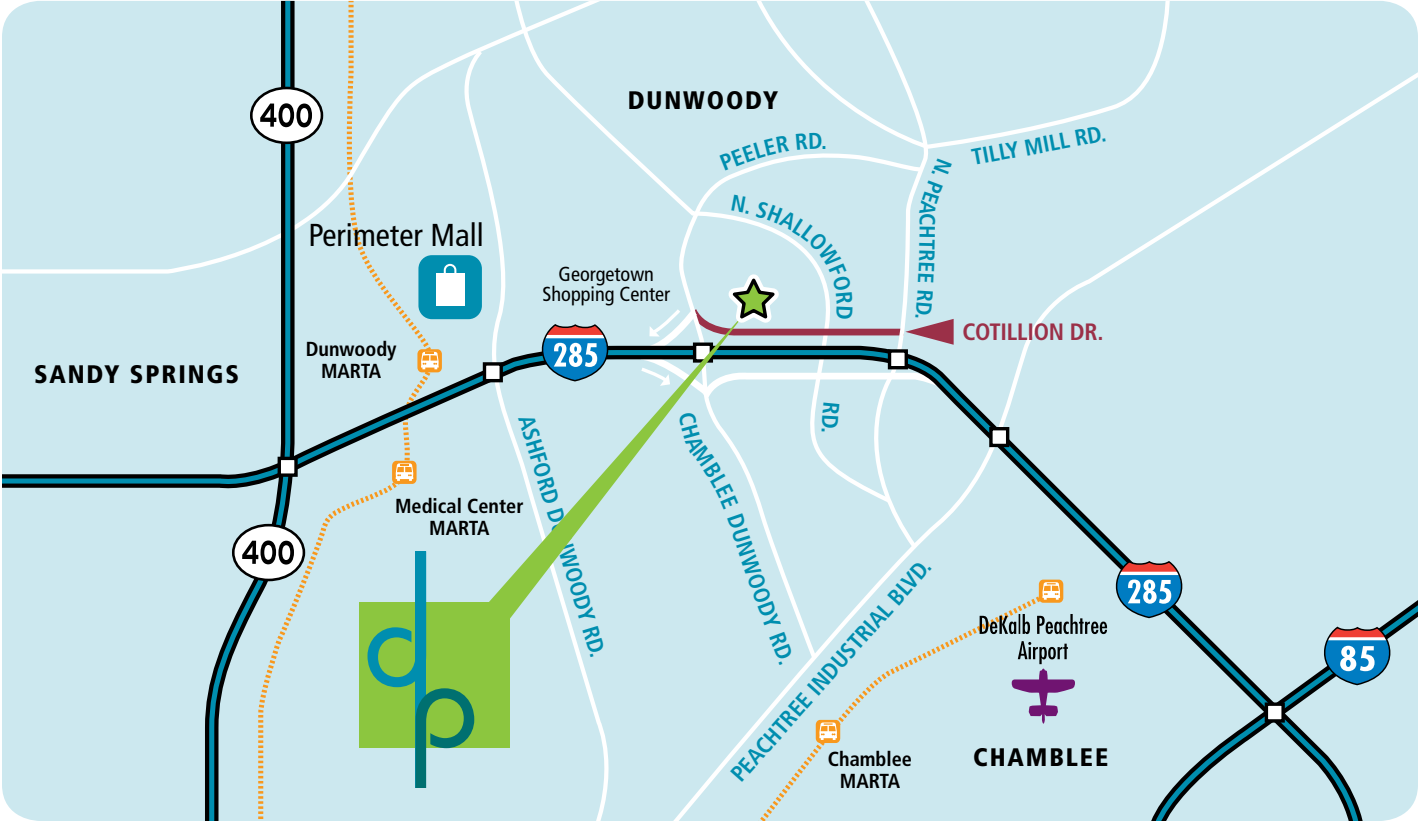 DUNWOODY
400
PEELER RD.
TILLY MILL RD.
N. PEACHTREE RD.
N. SHALLOWFORD
RD.
Perimeter Mall
Georgetown
Shopping Center
COTILLION DR.
285
Dunwoody
MARTA
SANDY SPRINGS
ASHFORD DUNWOODY RD.
CHAMBLEE DUNWOODY RD.
Medical Center
MARTA
400
285
PEACHTREE INDUSTRIAL BLVD.
DeKalb Peachtree
Airport
85
dp
Chamblee
MARTA
CHAMBLEE